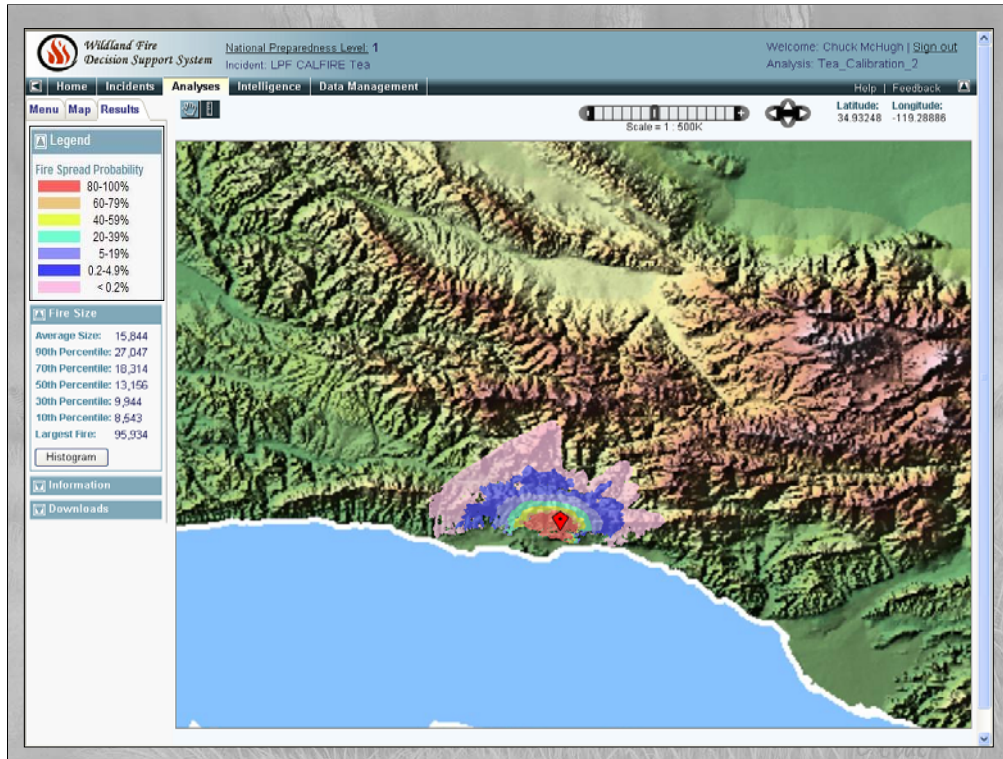 Wildland Fire
Decision Support System
National Preparedness Level: 1
Incident: LPF CALFIRE Tea
Welcome: Chuck McHugh | Sign out
Analysis: Tea_Calibration_2
Home Incidents Analyses Intelligence Data Management
Help | Feedback
Menu Map Results
Scale = 1 : 500K
Latitude: Longitude:
34.93248 -119.28886
Legend
Fire Spread Probability
80-100%
60-79%
40-59%
20-39%
5-19%
0.2-4.9%
< 0.2%
Fire Size
Average Size: 15,844
90th Percentile: 27,047
70th Percentile: 18,314
50th Percentile: 13,156
30th Percentile: 9,944
10th Percentile: 8,543
Largest Fire: 95,934
Histogram
Information
Downloads